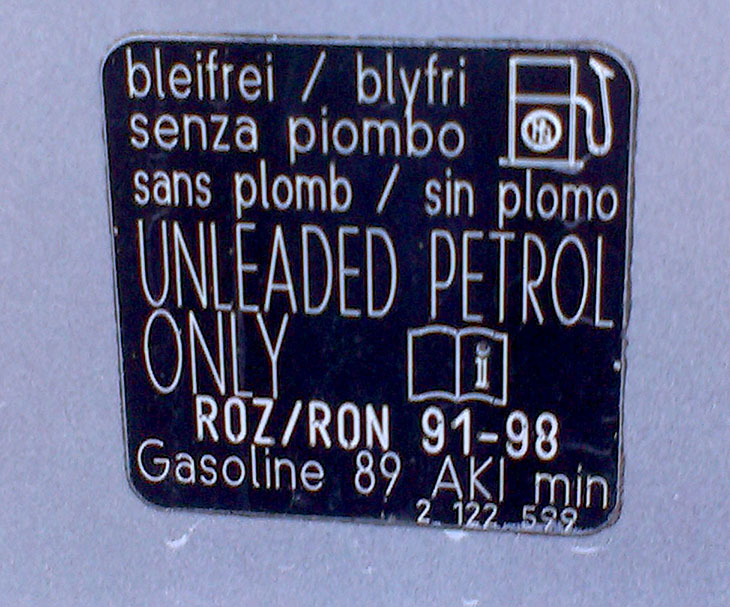 bleifrei / blyfri
senza piombo
sans plomb / sin plomo
UNLEADED PETROL
ONLY
i
ROZ/RON 91-98
Gasoline 89 AKI min
2 122 599